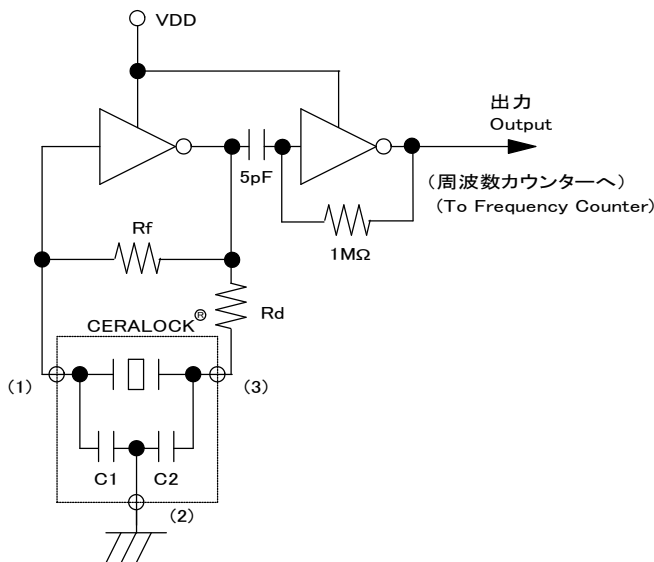 VDD
出力
Output
5pF
(周波数カウンターへ)
(To Frequency Counter)
Rf
1MΩ
Rd
CERALOCK®
(1)
(3)
C1
C2
(2)